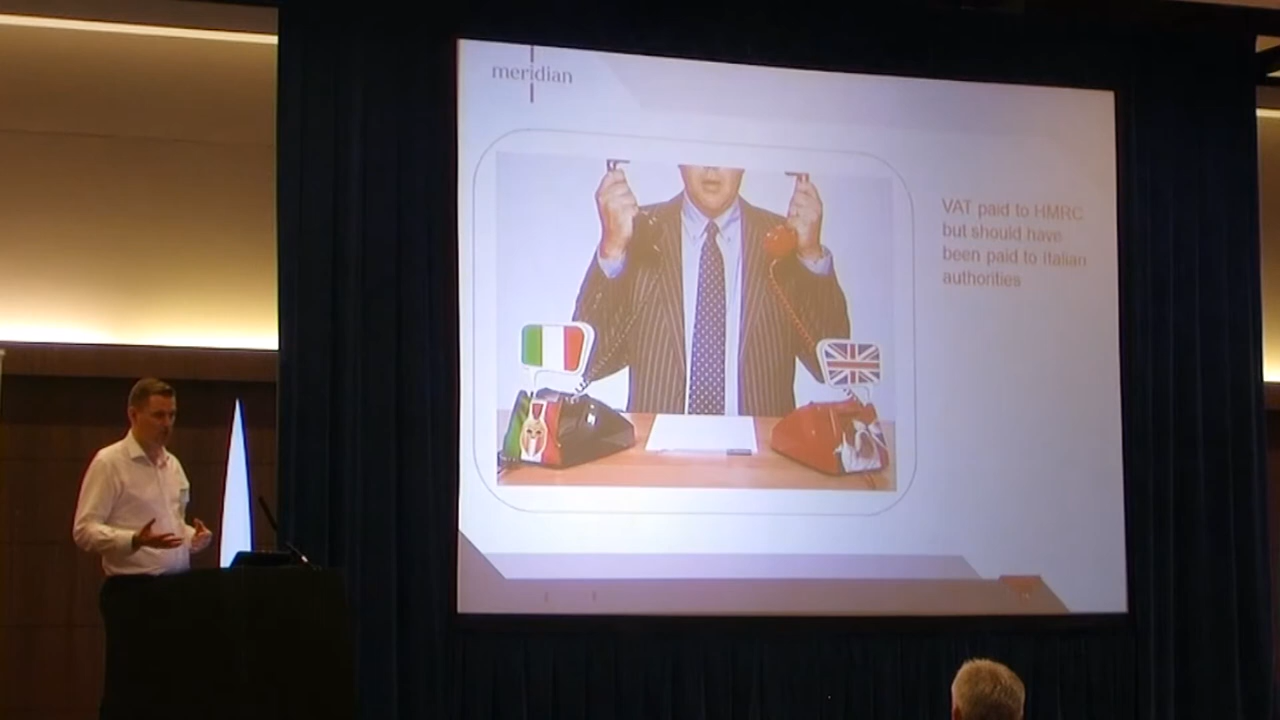 meridian
VAT paid to HMRC
but should have
been paid to Italian
authorities